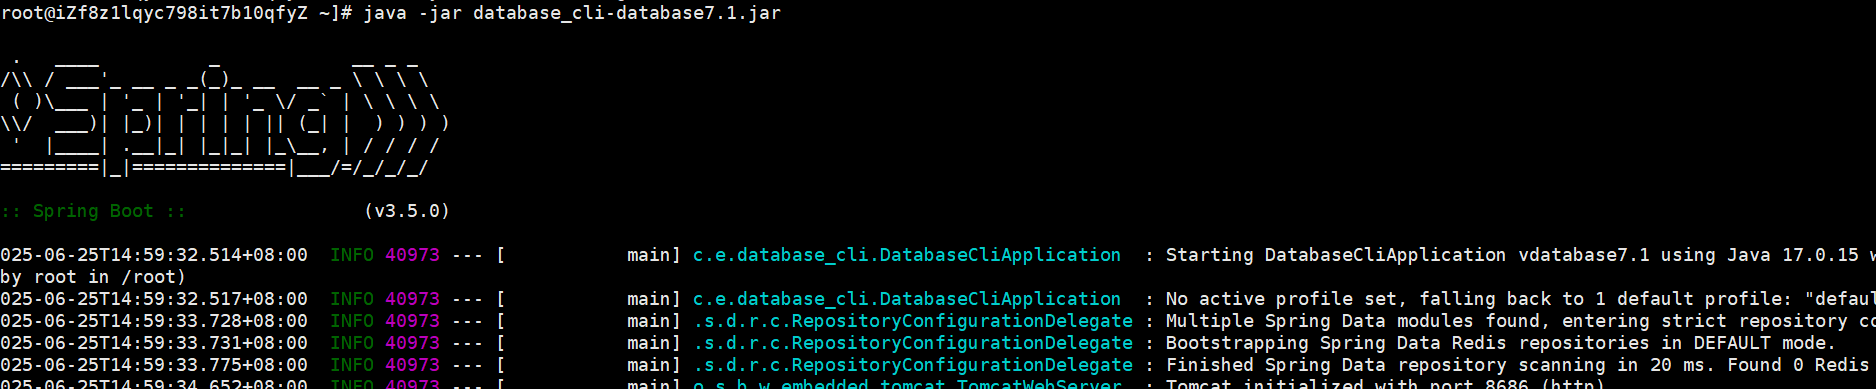 root@iZf8z1lqyc798it7b10qfyZ ~]# java -jar database_cli-database7.1.jar
  .   ____          _            __ _ _
/\\ / ___'_ __ _ _(_)_ __  __ _ \ \ \ \
 ( )\___ | '_ | '_| | '_ \/ _` | \ \ \ \
\\/  ___)| |_)| | | | | || (_| |  ) ) ) )
 '  |____| .__|_| |_|_| |_\__, | / / / /
=========|_|==============|___/=/_/_/_/
:: Spring Boot ::                (v3.5.0)
025-06-25T14:59:32.514+08:00  INFO 40973 --- [           main] c.e.database_cli.DatabaseCliApplication  : Starting DatabaseCliApplication vdatabase7.1 using Java 17.0.15
by root in /root)
025-06-25T14:59:32.517+08:00  INFO 40973 --- [           main] c.e.database_cli.DatabaseCliApplication  : No active profile set, falling back to 1 default profile: "defau
025-06-25T14:59:33.728+08:00  INFO 40973 --- [           main] .s.d.r.c.RepositoryConfigurationDelegate : Multiple Spring Data modules found, entering strict repository co
025-06-25T14:59:33.731+08:00  INFO 40973 --- [           main] .s.d.r.c.RepositoryConfigurationDelegate : Bootstrapping Spring Data Redis repositories in DEFAULT mode.
025-06-25T14:59:33.775+08:00  INFO 40973 --- [           main] .s.d.r.c.RepositoryConfigurationDelegate : Finished Spring Data repository scanning in 20 ms. Found 0 Redis
025-06-25T14:59:34.652+08:00  INFO 40973 --- [           main] o.s.b.w.embedded.tomcat.TomcatWebServer  : Tomcat initialized with port 8686 (http)